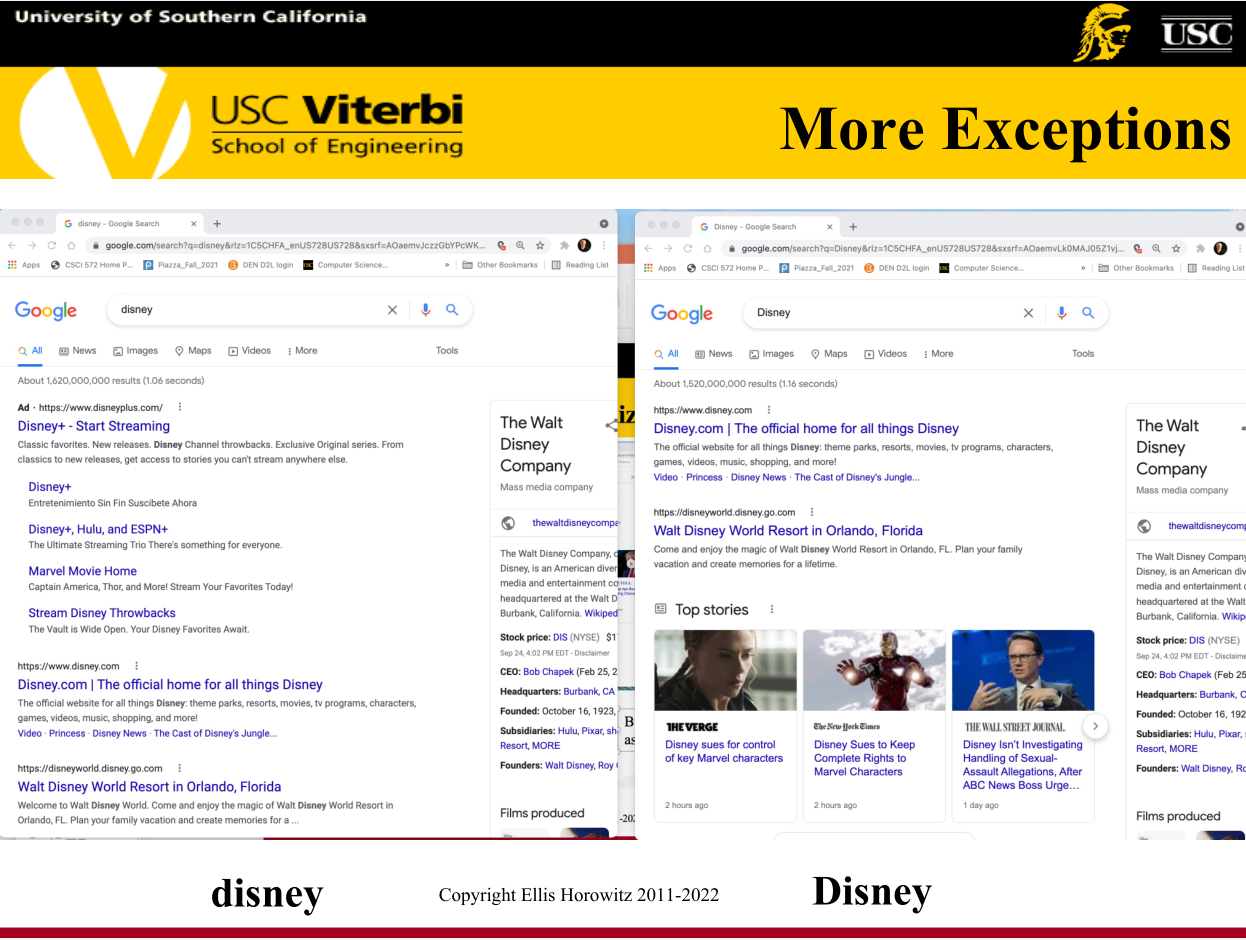 University of Southern California
USC
USC Viterbi
School of Engineering
More Exceptions
disney - Google Search
google.com/search?q=disney&rlz=1C5CHFA_enUS728US728&sxsrf=AOaemvJczzGbYPcWK...
Apps CSCI 572 Home P... Piazza_Fall_2021 DEN D2L login Computer Science... » Other Bookmarks Reading List
Google disney
All News Images Maps Videos More Tools
About 1,620,000,000 results (1.06 seconds)
Ad · https://www.disneyplus.com/
Disney+ - Start Streaming
Classic favorites. New releases. Disney Channel throwbacks. Exclusive Original series. From
classics to new releases, get access to stories you can't stream anywhere else.
Disney+
Entretenimiento Sin Fin Suscibete Ahora
Disney+, Hulu, and ESPN+
The Ultimate Streaming Trio There's something for everyone.
Marvel Movie Home
Captain America, Thor, and More! Stream Your Favorites Today!
Stream Disney Throwbacks
The Vault is Wide Open. Your Disney Favorites Await.
https://www.disney.com
Disney.com | The official home for all things Disney
The official website for all things Disney: theme parks, resorts, movies, tv programs, characters,
games, videos, music, shopping, and more!
Video · Princess · Disney News · The Cast of Disney's Jungle...
https://disneyworld.disney.go.com
Walt Disney World Resort in Orlando, Florida
Welcome to Walt Disney World. Come and enjoy the magic of Walt Disney World Resort in
Orlando, FL. Plan your family vacation and create memories for a ...
The Walt
Disney
Company
Mass media company
thewaltdisneycompa
The Walt Disney Company, c
Disney, is an American diver
media and entertainment co
headquartered at the Walt D
Burbank, California. Wikiped
Stock price: DIS (NYSE) $1
Sep 24, 4:02 PM EDT - Disclaimer
CEO: Bob Chapek (Feb 25, 2
Headquarters: Burbank, CA
Founded: October 16, 1923,
Subsidiaries: Hulu, Pixar, sh
Resort, MORE
Founders: Walt Disney, Roy
Films produced
iz
B
as
-202
Disney - Google Search
google.com/search?q=Disney&rlz=1C5CHFA_enUS728US728&sxsrf=AOaemvLk0MAJ05Z1vj...
Apps CSCI 572 Home P... Piazza_Fall_2021 DEN D2L login Computer Science... » Other Bookmarks Reading List
Google Disney
All News Images Maps Videos More Tools
About 1,520,000,000 results (1.16 seconds)
https://www.disney.com
Disney.com | The official home for all things Disney
The official website for all things Disney: theme parks, resorts, movies, tv programs, characters,
games, videos, music, shopping, and more!
Video · Princess · Disney News · The Cast of Disney's Jungle...
https://disneyworld.disney.go.com
Walt Disney World Resort in Orlando, Florida
Come and enjoy the magic of Walt Disney World Resort in Orlando, FL. Plan your family
vacation and create memories for a lifetime.
Top stories
THE VERGE
Disney sues for control
of key Marvel characters
2 hours ago
The New York Times
Disney Sues to Keep
Complete Rights to
Marvel Characters
2 hours ago
THE WALL STREET JOURNAL.
Disney Isn't Investigating
Handling of Sexual-
Assault Allegations, After
ABC News Boss Urge...
1 day ago
The Walt
Disney
Company
Mass media company
thewaltdisneycomp
The Walt Disney Company
Disney, is an American div
media and entertainment c
headquartered at the Walt
Burbank, California. Wikip
Stock price: DIS (NYSE)
Sep 24, 4:02 PM EDT - Disclaime
CEO: Bob Chapek (Feb 25
Headquarters: Burbank, C
Founded: October 16, 192
Subsidiaries: Hulu, Pixar,
Resort, MORE
Founders: Walt Disney, Ro
Films produced
disney
Copyright Ellis Horowitz 2011-2022
Disney